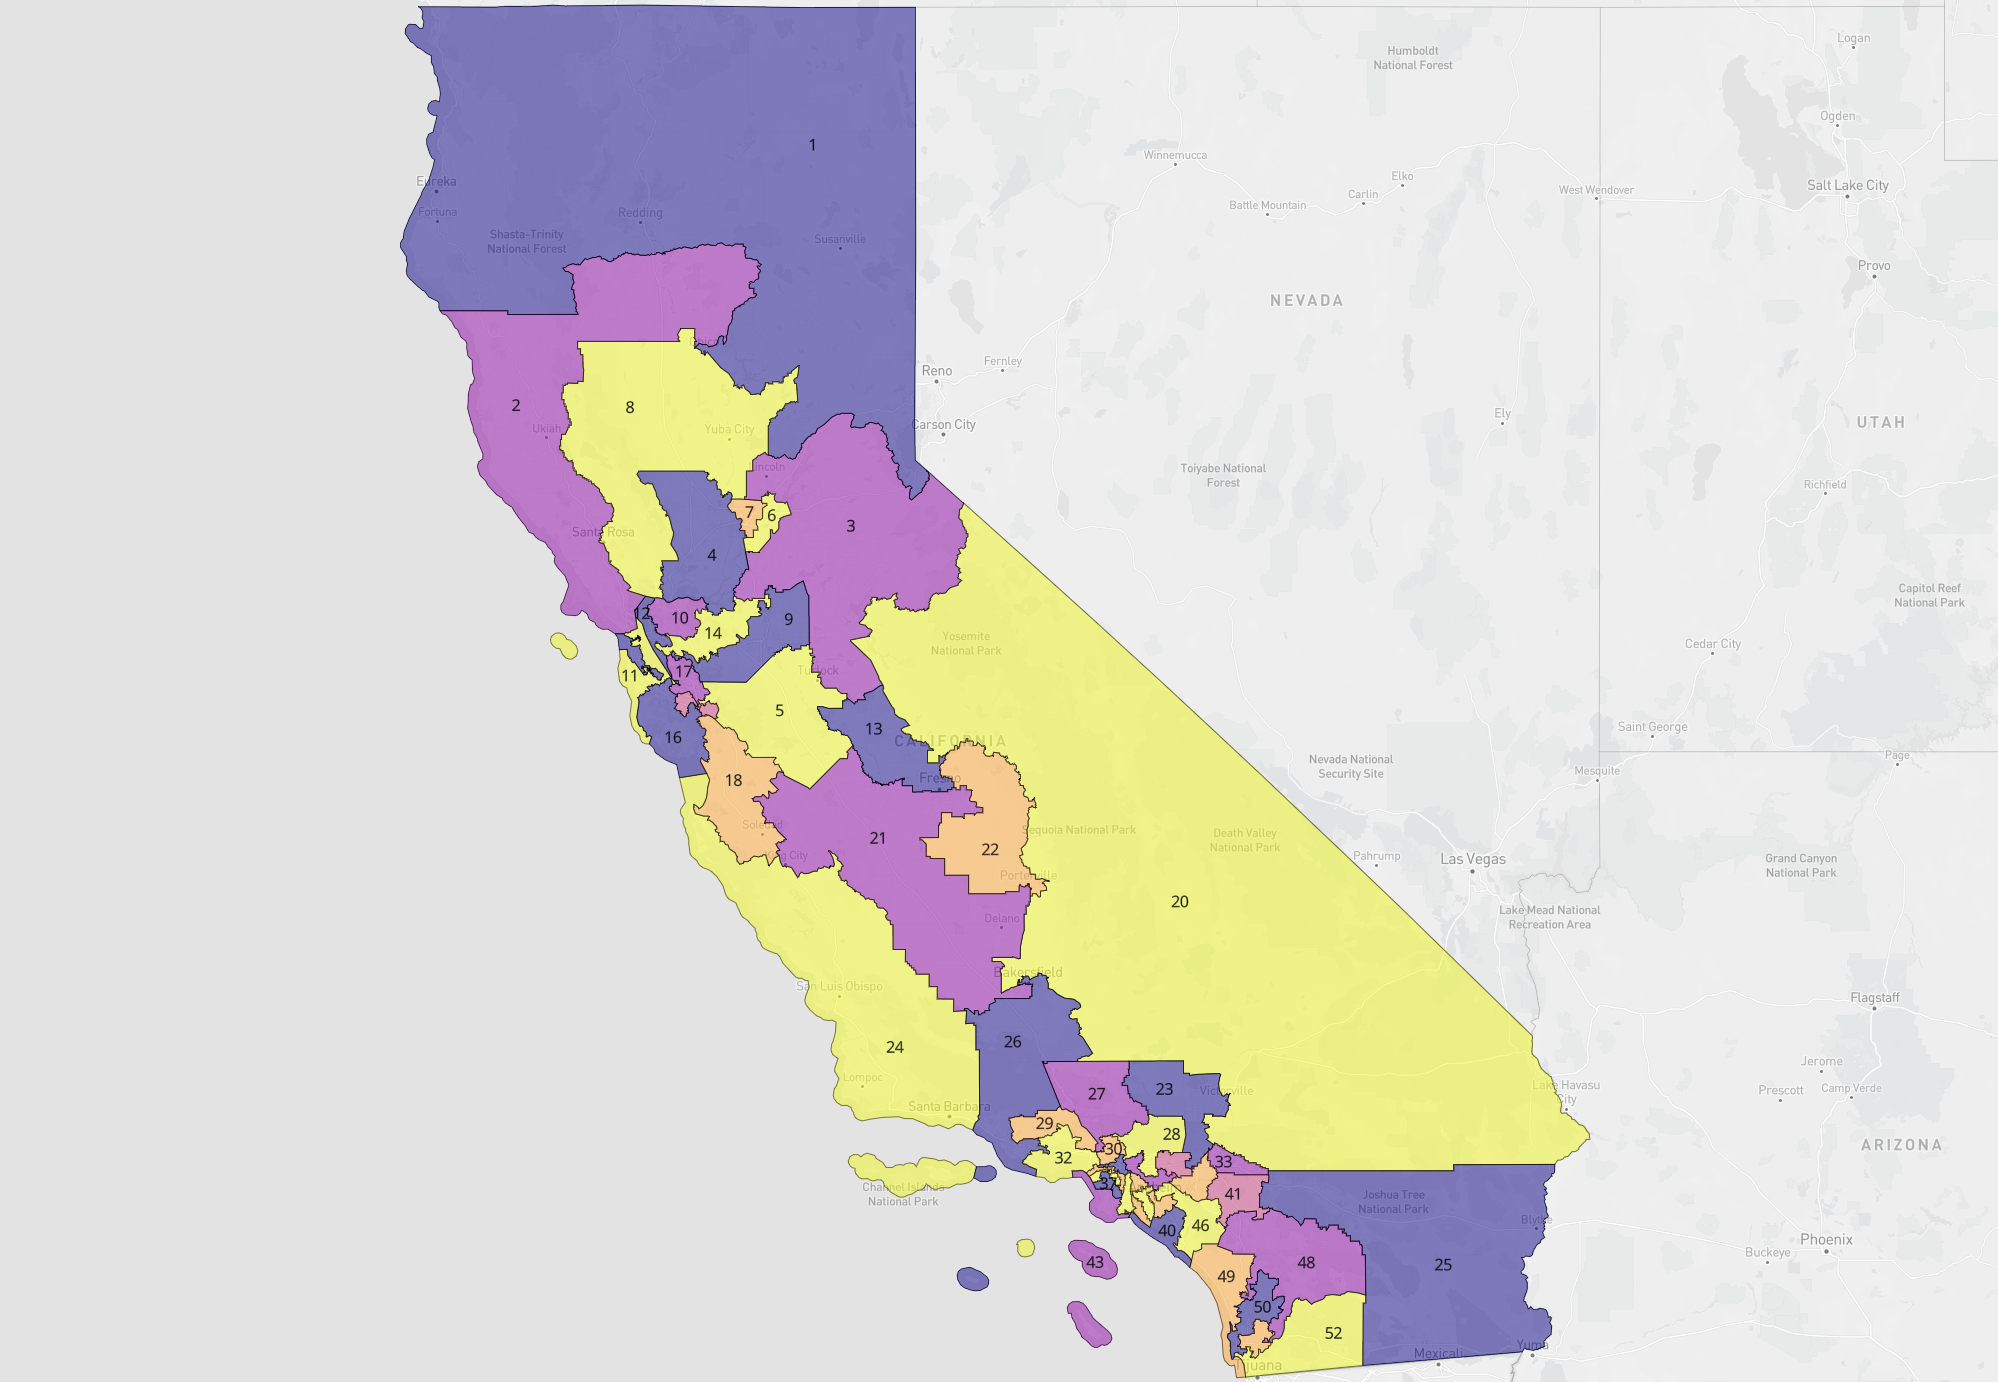 Humboldt
National Forest
Logan
Ogden
1
Winnemucca
Elko
Salt Lake City
Eureka
Carlin
West Wendover
Fortuna
Redding
Battle Mountain
Shasta-Trinity
National Forest
Susanville
Provo
NEVADA
Reno
Fernley
2
8
Ukiah
Yuba City
Carson City
Ely
UTAH
Toiyabe National
Forest
Richfield
7
6
3
Santa Rosa
4
Capitol Reef
National Park
12
10
9
14
Yosemite
National Park
Cedar City
11
17
Turlock
5
13
16
CALIFORNIA
Saint George
Page
Nevada National
Security Site
Mesquite
18
Fresno
Soledad
21
22
Sequoia National Park
Death Valley
National Park
King City
Pahrump
Las Vegas
Grand Canyon
National Park
Porterville
20
Delano
Lake Mead National
Recreation Area
Bakersfield
San Luis Obispo
Flagstaff
26
24
Jerome
Lompoc
27
23
Victorville
Lake Havasu
City
Prescott
Camp Verde
Santa Barbara
29
28
ARIZONA
32
30
33
Channel Islands
National Park
37
41
Joshua Tree
National Park
40
46
Blythe
Phoenix
Buckeye
43
49
48
25
50
52
Yuma
Mexicali
Tijuana